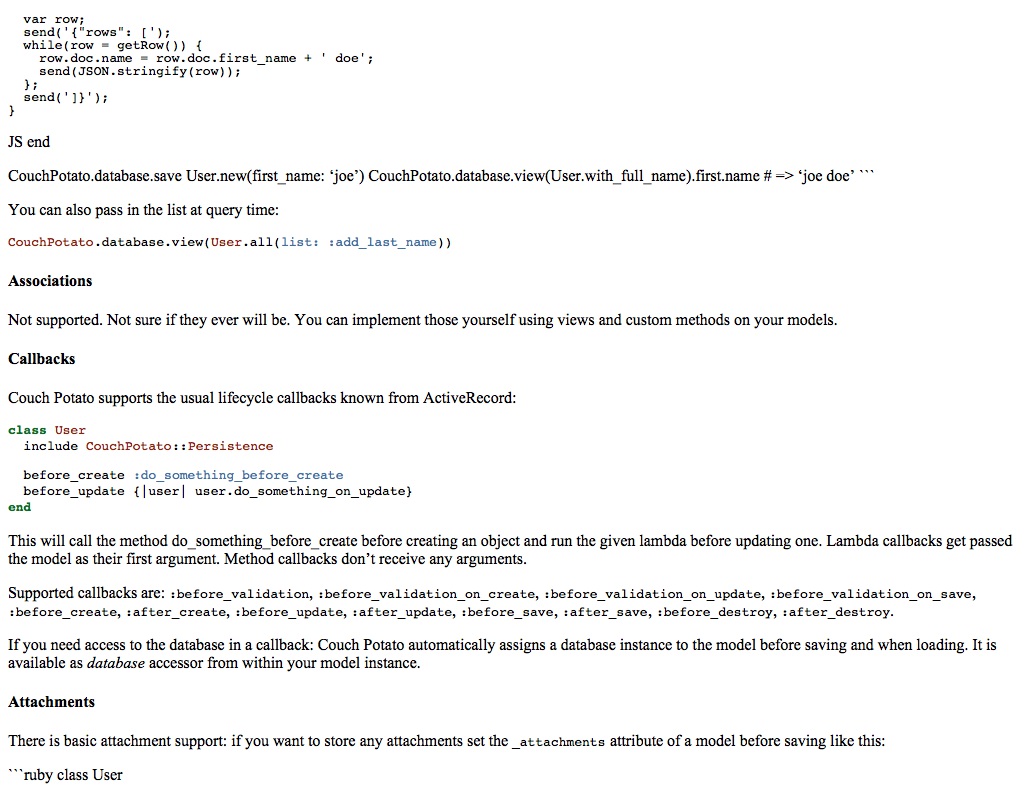 var row;
send('{"rows": [');
while(row = getRow()) {
row.doc.name = row.doc.first_name + ' doe';
send(JSON.stringify(row));
};
send(']}');
}
JS end
CouchPotato.database.save User.new(first_name: ‘joe’) CouchPotato.database.view(User.with_full_name).first.name # => ‘joe doe’ ```
You can also pass in the list at query time:
CouchPotato.database.view(User.all(list: :add_last_name))
Associations
Not supported. Not sure if they ever will be. You can implement those yourself using views and custom methods on your models.
Callbacks
Couch Potato supports the usual lifecycle callbacks known from ActiveRecord:
class User
include CouchPotato::Persistence
before_create :do_something_before_create
before_update {|user| user.do_something_on_update}
end
This will call the method do_something_before_create before creating an object and run the given lambda before updating one. Lambda callbacks get passed
the model as their first argument. Method callbacks don’t receive any arguments.
Supported callbacks are: :before_validation, :before_validation_on_create, :before_validation_on_update, :before_validation_on_save,
:before_create, :after_create, :before_update, :after_update, :before_save, :after_save, :before_destroy, :after_destroy.
If you need access to the database in a callback: Couch Potato automatically assigns a database instance to the model before saving and when loading. It is
available as database accessor from within your model instance.
Attachments
There is basic attachment support: if you want to store any attachments set the _attachments attribute of a model before saving like this:
```ruby class User